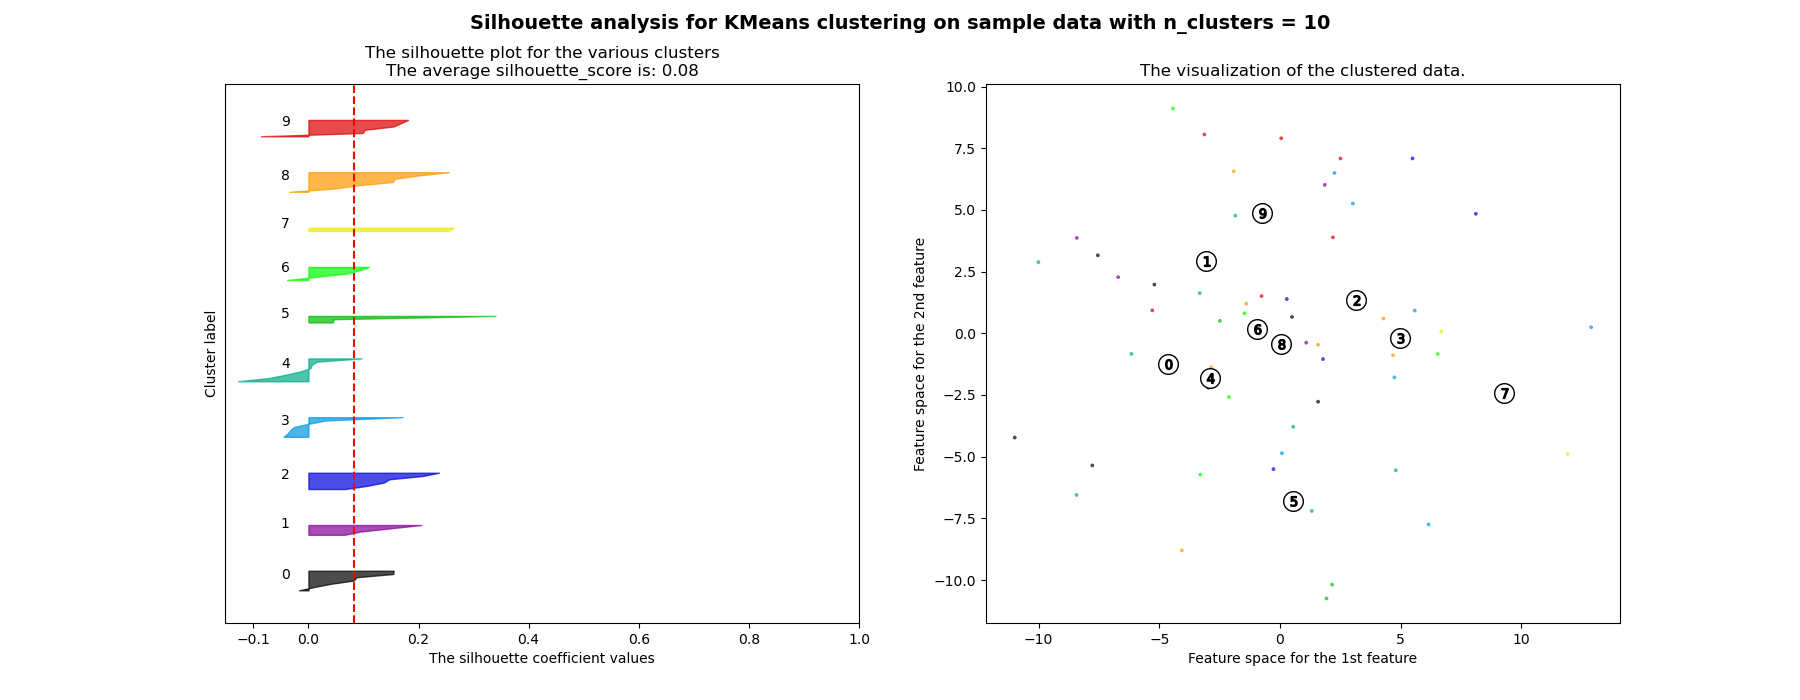 Silhouette analysis for KMeans clustering on sample data with n_clusters = 10
The silhouette plot for the various clusters
The average silhouette_score is: 0.08
9
8
7
6
5
4
3
2
1
0
Cluster label
−0.1 0.0 0.2 0.4 0.6 0.8 1.0
The silhouette coefficient values
The visualization of the clustered data.
10.0
7.5
5.0
2.5
0.0
−2.5
−5.0
−7.5
−10.0
Feature space for the 2nd feature
9
1
2
6
3
8
0
4
7
5
−10 −5 0 5 10
Feature space for the 1st feature